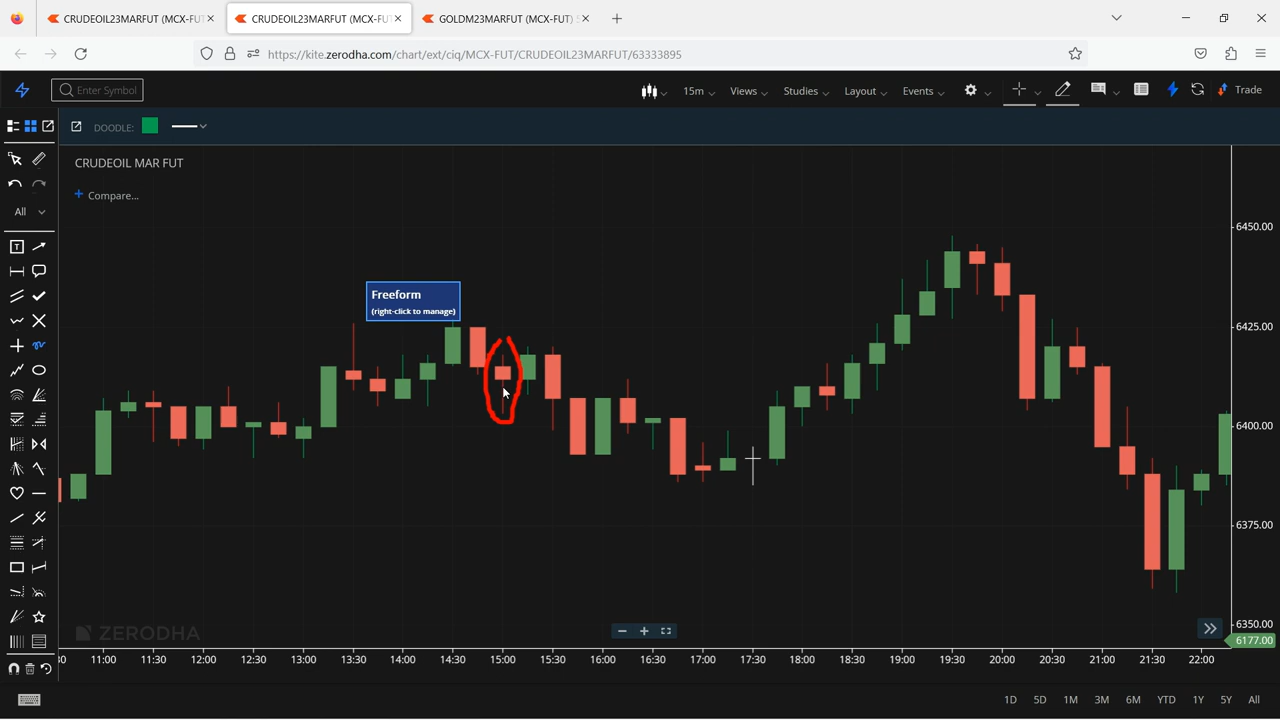 CRUDEOIL23MARFUT (MCX-FUT
CRUDEOIL23MARFUT (MCX-FU
GOLDM23MARFUT (MCX-FUT)
https://kite.zerodha.com/chart/ext/ciq/MCX-FUT/CRUDEOIL23MARFUT/63333895
Enter Symbol
15m
Views
Studies
Layout
Events
Trade
DOODLE:
CRUDEOIL MAR FUT
+ Compare...
All
Freeform
(right-click to manage)
6450.00
6425.00
6400.00
6375.00
6350.00
6177.00
ZERODHA
11:00 11:30 12:00 12:30 13:00 13:30 14:00 14:30 15:00 15:30 16:00 16:30 17:00 17:30 18:00 18:30 19:00 19:30 20:00 20:30 21:00 21:30 22:00
1D 5D 1M 3M 6M YTD 1Y 5Y All